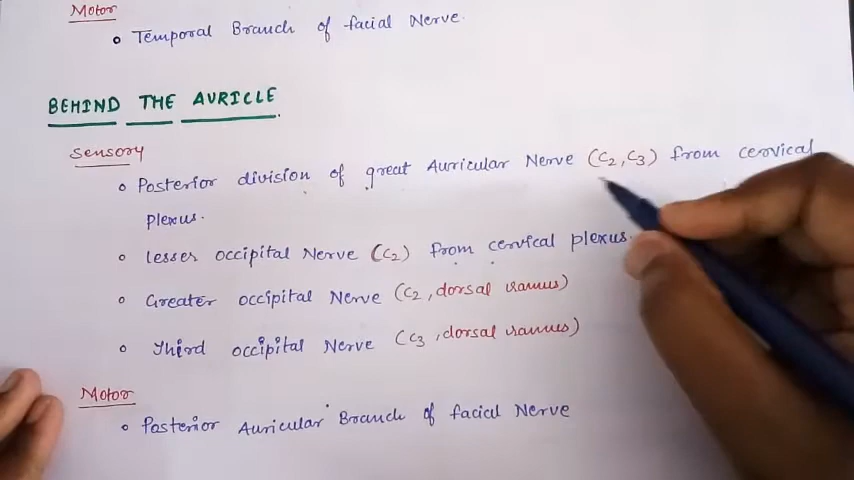 Motor
Temporal Branch of facial Nerve.
BEHIND THE AURICLE
Sensory
Posterior division of great Auricular Nerve (C2, C3) from cervical
plexus.
lesser occipital Nerve (C2) from cervical plexus.
Greater occipital Nerve (C2, dorsal ramus)
Third occipital Nerve (C3, dorsal ramus)
Motor
Posterior Auricular Branch of facial Nerve